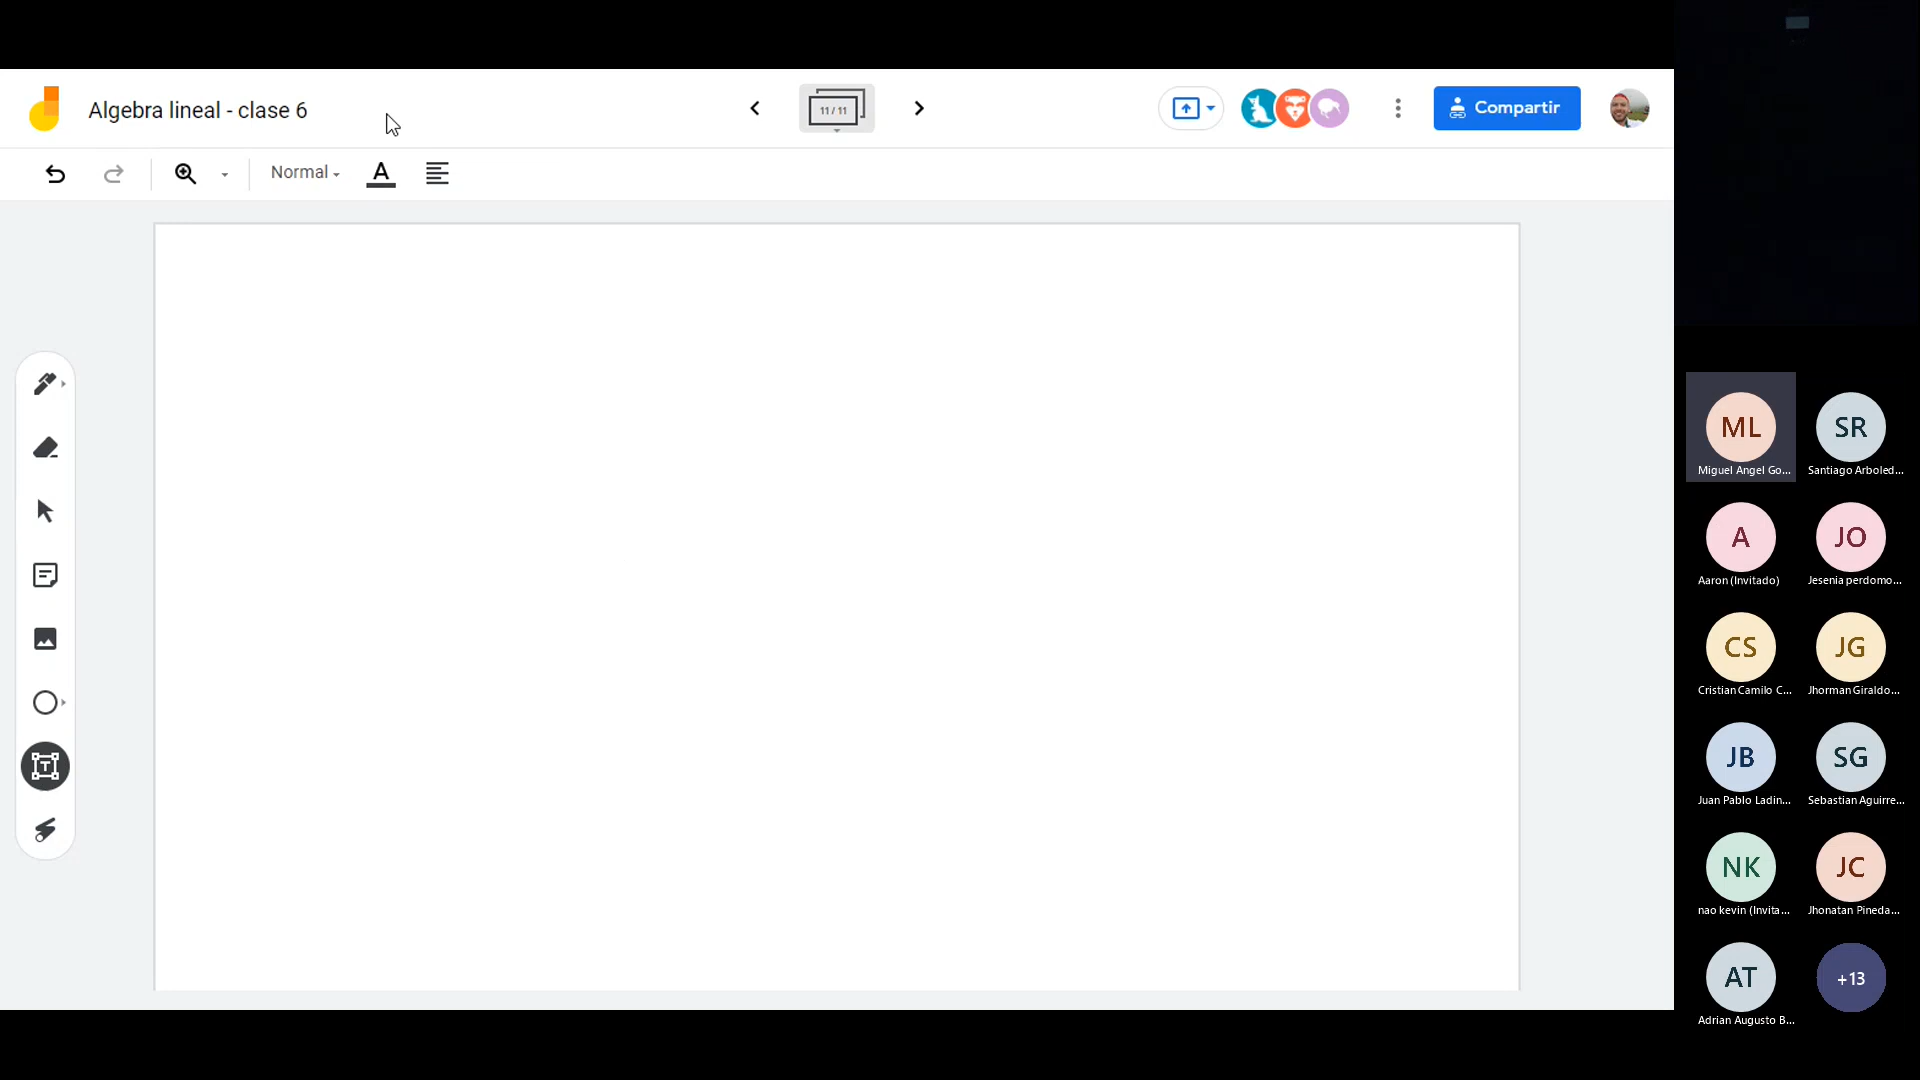 Algebra lineal - clase 6
11 / 11
Compartir
Normal
A
T
ML
Miguel Angel Go...
SR
Santiago Arboled...
A
Aaron (Invitado)
JO
Jesenia perdomo...
CS
Cristian Camilo C...
JG
Jhorman Giraldo...
JB
Juan Pablo Ladin...
SG
Sebastian Aguirre...
NK
nao kevin (Invita...
JC
Jhonatan Pineda...
AT
Adrian Augusto B...
+13